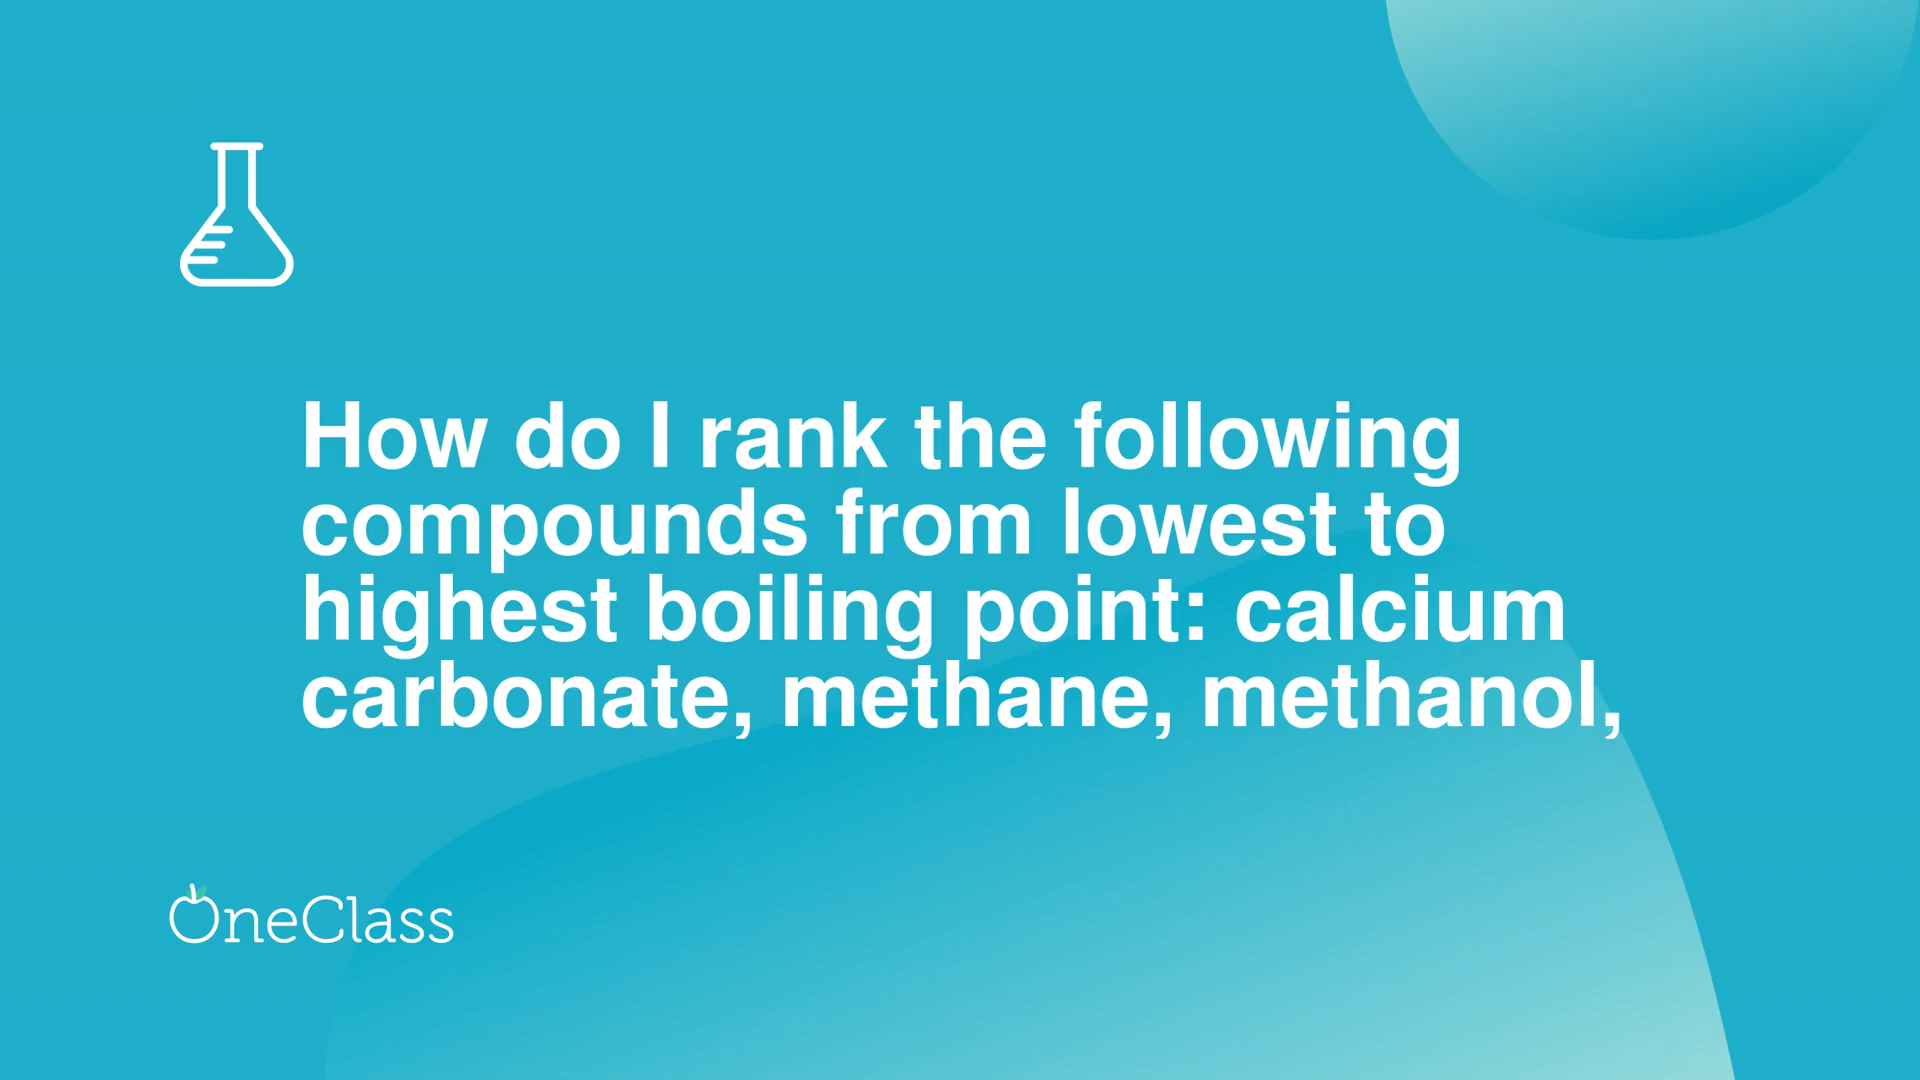 How do I rank the following
compounds from lowest to
highest boiling point: calcium
carbonate, methane, methanol,
OneClass